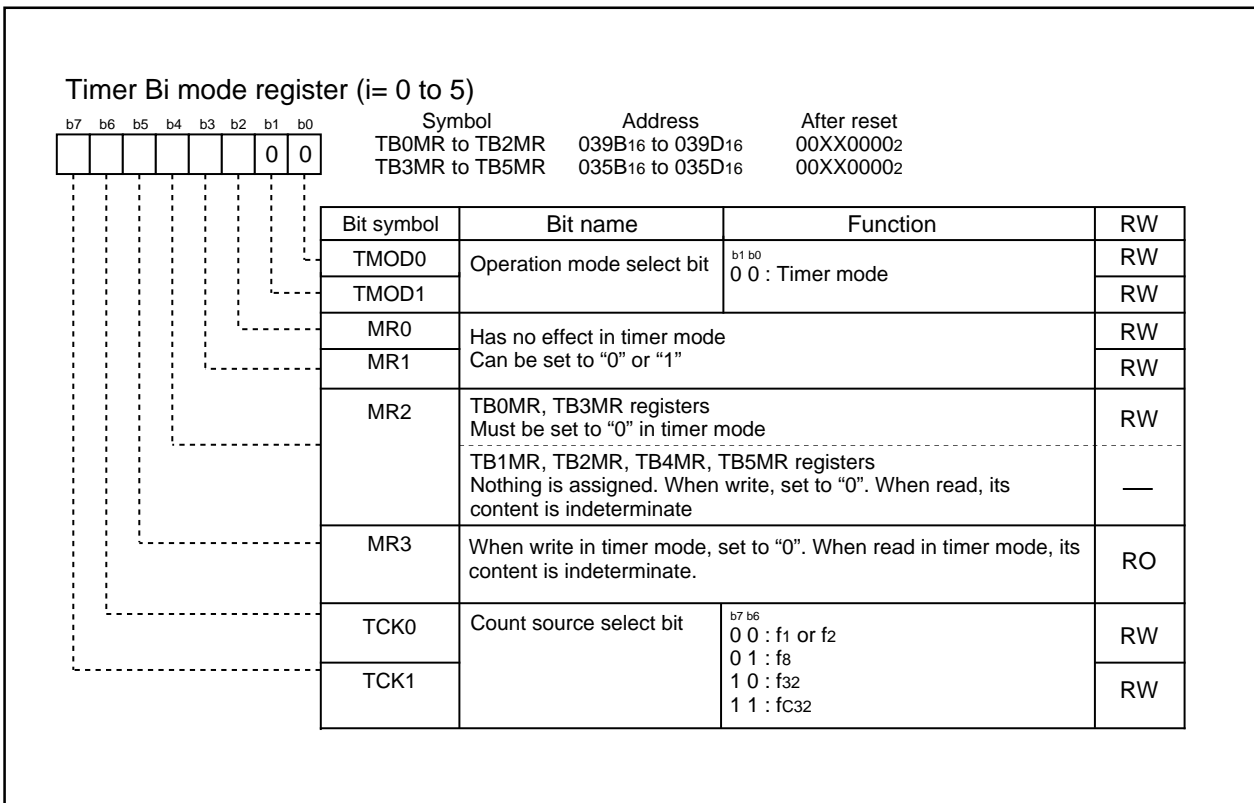 Timer Bi mode register (i= 0 to 5)
b7 b6 b5 b4 b3 b2 b1 b0
0 0
Symbol Address After reset
TB0MR to TB2MR 039B16 to 039D16 00XX00002
TB3MR to TB5MR 035B16 to 035D16 00XX00002
Bit symbol Bit name Function RW
TMOD0 Operation mode select bit b1 b0 RW
0 0 : Timer mode
TMOD1 RW
MR0 Has no effect in timer mode RW
MR1 Can be set to “0” or “1” RW
MR2 TB0MR, TB3MR registers RW
Must be set to “0” in timer mode
TB1MR, TB2MR, TB4MR, TB5MR registers
Nothing is assigned. When write, set to “0”. When read, its —
content is indeterminate
MR3 When write in timer mode, set to “0”. When read in timer mode, its RO
content is indeterminate.
TCK0 Count source select bit b7 b6 RW
0 0 : f1 or f2
0 1 : f8
TCK1 1 0 : f32 RW
1 1 : fC32